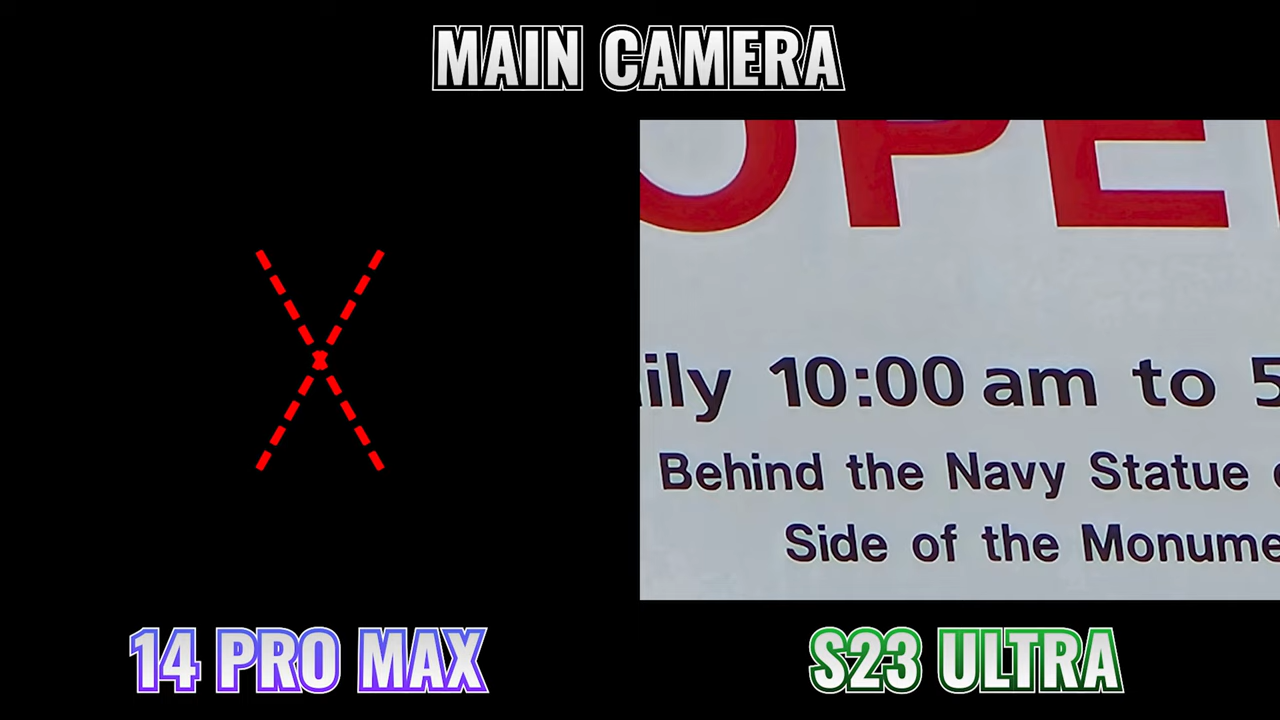 MAIN CAMERA
OPE
ily 10:00 am to 5
Behind the Navy Statue
Side of the Monume
14 PRO MAX
S23 ULTRA